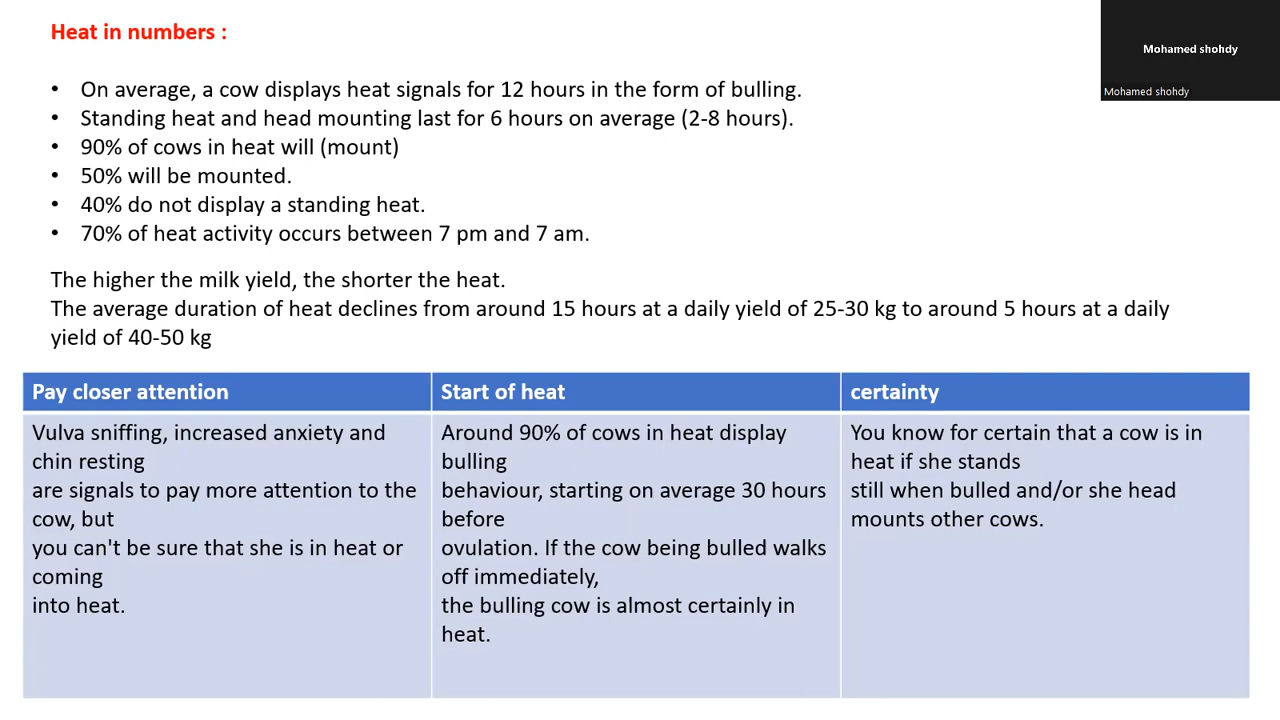 Heat in numbers :
Mohamed shohdy
Mohamed shohdy
• On average, a cow displays heat signals for 12 hours in the form of bulling.
• Standing heat and head mounting last for 6 hours on average (2-8 hours).
• 90% of cows in heat will (mount)
• 50% will be mounted.
• 40% do not display a standing heat.
• 70% of heat activity occurs between 7 pm and 7 am.
The higher the milk yield, the shorter the heat.
The average duration of heat declines from around 15 hours at a daily yield of 25-30 kg to around 5 hours at a daily
yield of 40-50 kg
Pay closer attention
Vulva sniffing, increased anxiety and
chin resting
are signals to pay more attention to the
cow, but
you can't be sure that she is in heat or
coming
into heat.
Start of heat
Around 90% of cows in heat display
bulling
behaviour, starting on average 30 hours
before
ovulation. If the cow being bulled walks
off immediately,
the bulling cow is almost certainly in
heat.
certainty
You know for certain that a cow is in
heat if she stands
still when bulled and/or she head
mounts other cows.